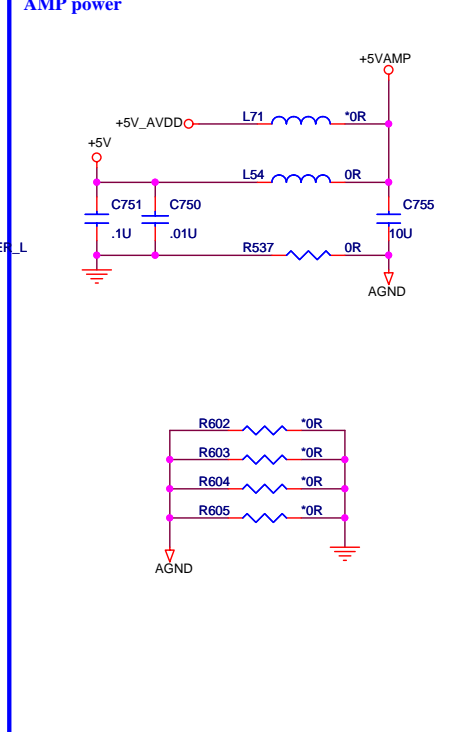 AMP power
+5VAMP
L71 *0R
+5V_AVDD
+5V
L54 0R
C751 C750 C755
.1U .01U 10U
ER_L
R537 0R
AGND
R602 *0R
R603 *0R
R604 *0R
R605 *0R
AGND